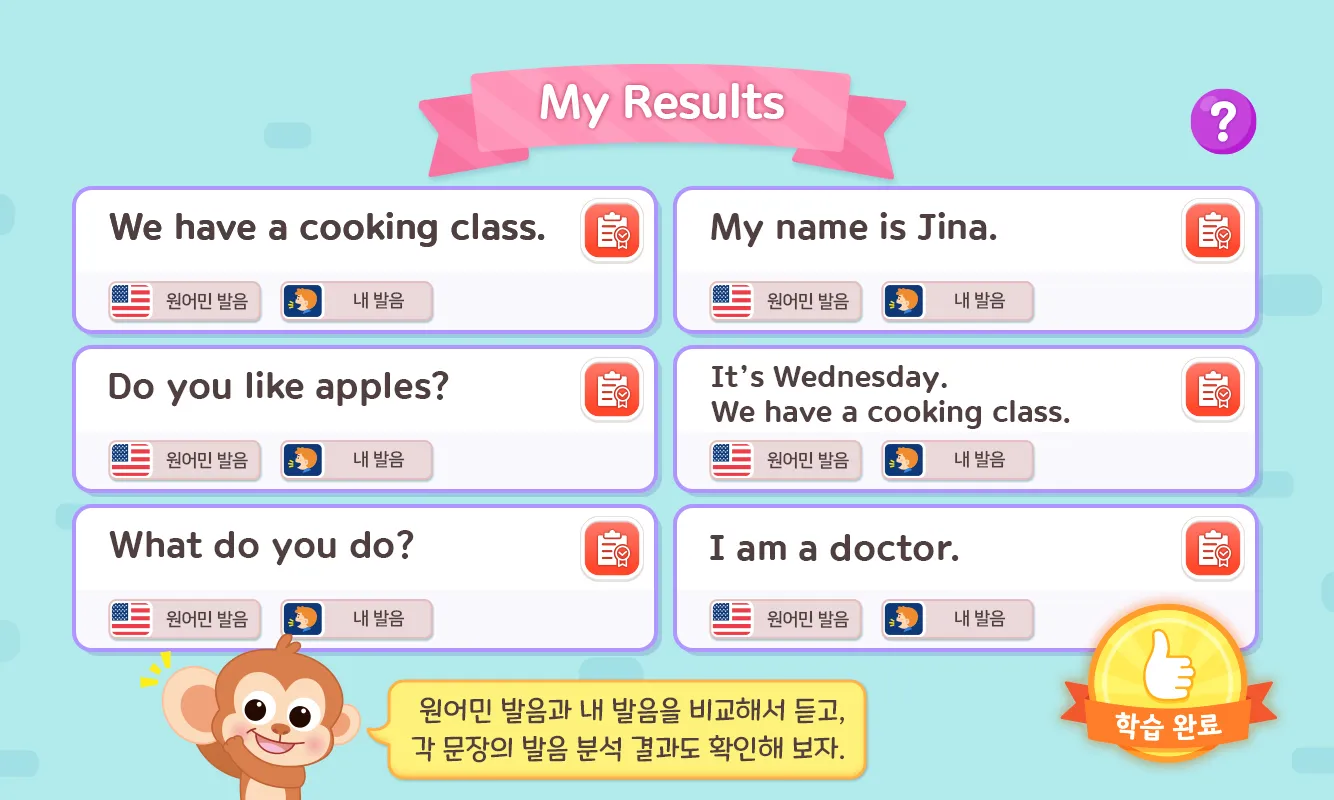 My Results
?
We have a cooking class.
원어민 발음
내 발음
My name is Jina.
원어민 발음
내 발음
Do you like apples?
원어민 발음
내 발음
It's Wednesday.
We have a cooking class.
원어민 발음
내 발음
What do you do?
원어민 발음
내 발음
I am a doctor.
원어민 발음
내 발음
원어민 발음과 내 발음을 비교해서 듣고,
각 문장의 발음 분석 결과도 확인해 보자.
학습 완료